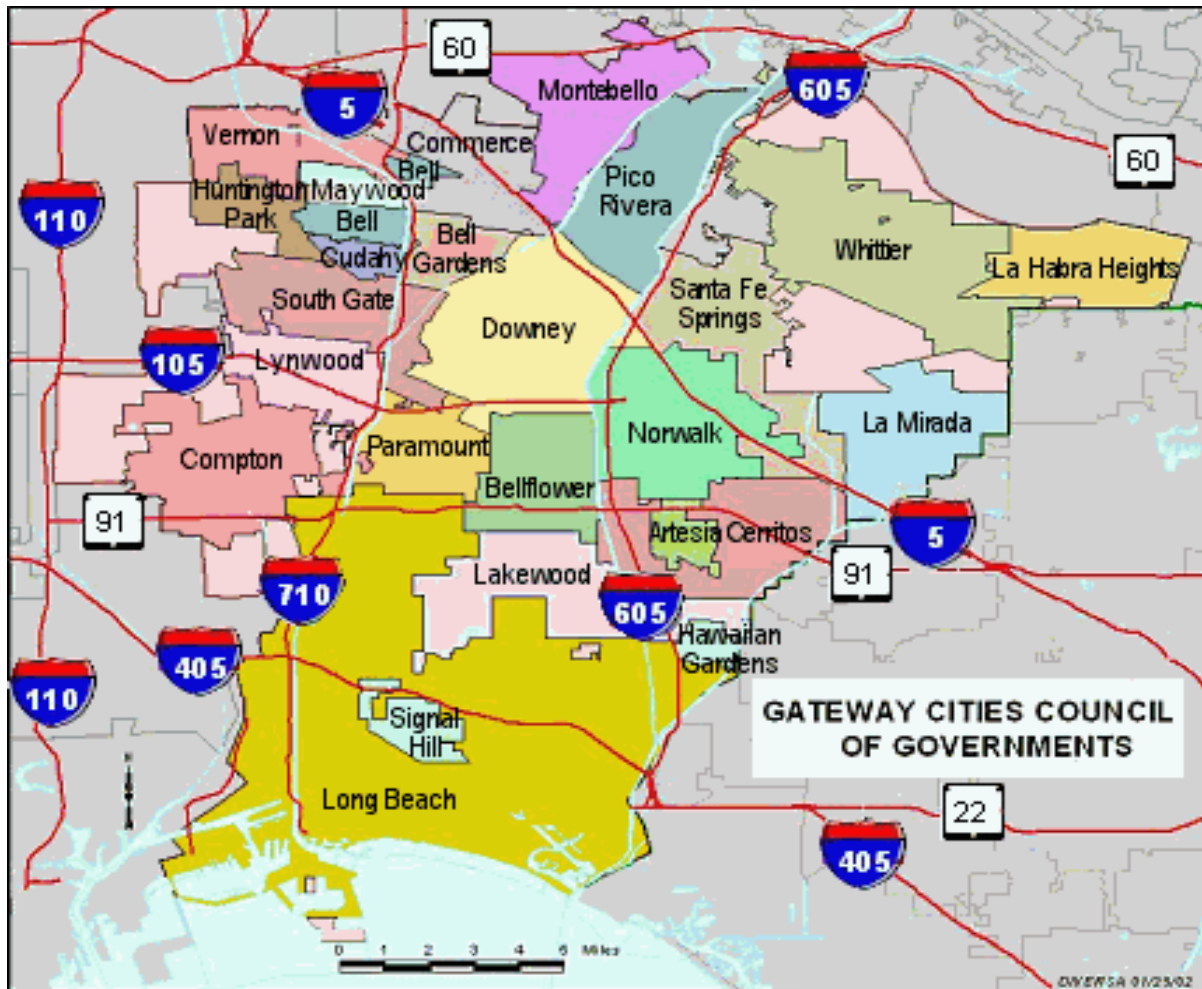 60
5
605
Montebello
Vernon
Commerce
Bell
60
Pico
Rivera
Huntington
Park
Maywood
110
Bell
Bell
Gardens
Cudahy
Whittier
La Habra Heights
South Gate
Santa Fe
Springs
Downey
105
Lynwood
La Mirada
Norwalk
Paramount
Compton
Bellflower
91
Artesia
Cerritos
5
Lakewood
710
605
91
Hawaiian
Gardens
405
110
Signal
Hill
GATEWAY CITIES COUNCIL
OF GOVERNMENTS
Long Beach
22
405
0 1 2 3 4 5 Miles